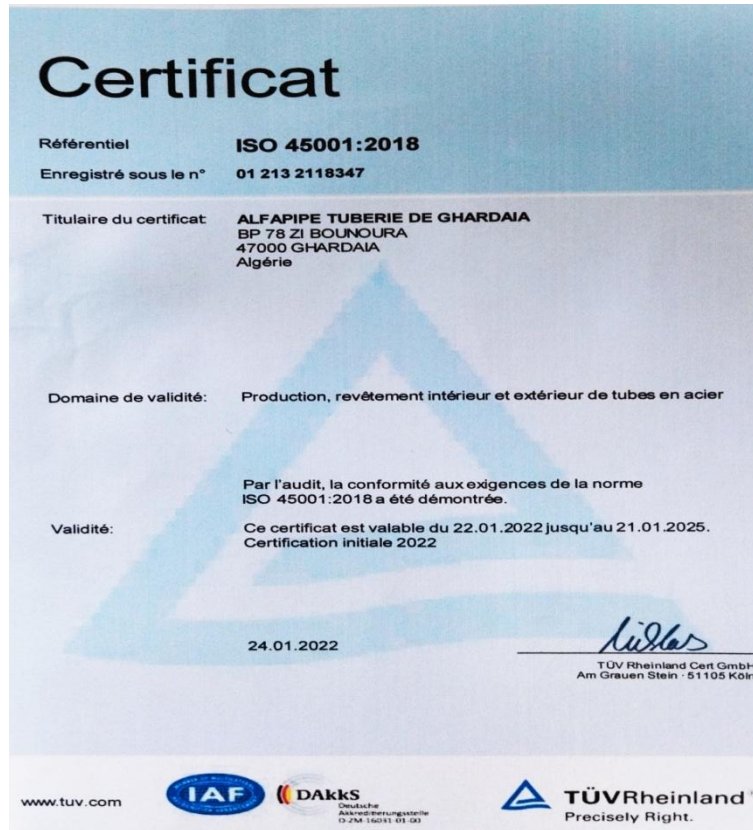 Certificat
Référentiel ISO 45001:2018
Enregistré sous le n° 01 213 2118347
Titulaire du certificat: ALFAPIPE TUBERIE DE GHARDAIA
BP 78 ZI BOUNOURA
47000 GHARDAIA
Algérie
Domaine de validité: Production, revêtement intérieur et extérieur de tubes en acier
Par l'audit, la conformité aux exigences de la norme
ISO 45001:2018 a été démontrée.
Validité: Ce certificat est valable du 22.01.2022 jusqu'au 21.01.2025.
Certification initiale 2022
24.01.2022
TÜV Rheinland Cert GmbH
Am Grauen Stein · 51105 Köln
www.tuv.com
IAF
DAkkS
Deutsche
Akkreditierungsstelle
D-ZM-16031-01-00
TÜVRheinland
Precisely Right.